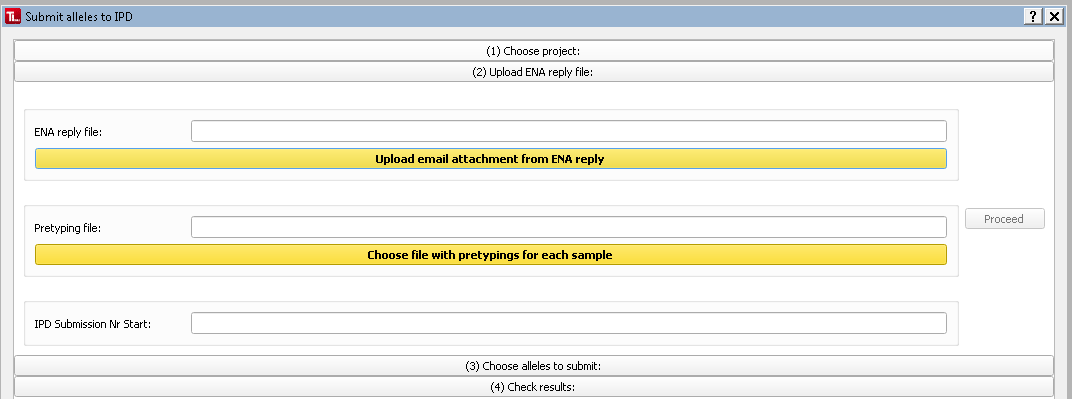 Submit alleles to IPD
(1) Choose project:
(2) Upload ENA reply file:
ENA reply file:
Upload email attachment from ENA reply
Pretyping file:
Proceed
Choose file with pretypings for each sample
IPD Submission Nr Start:
(3) Choose alleles to submit:
(4) Check results: